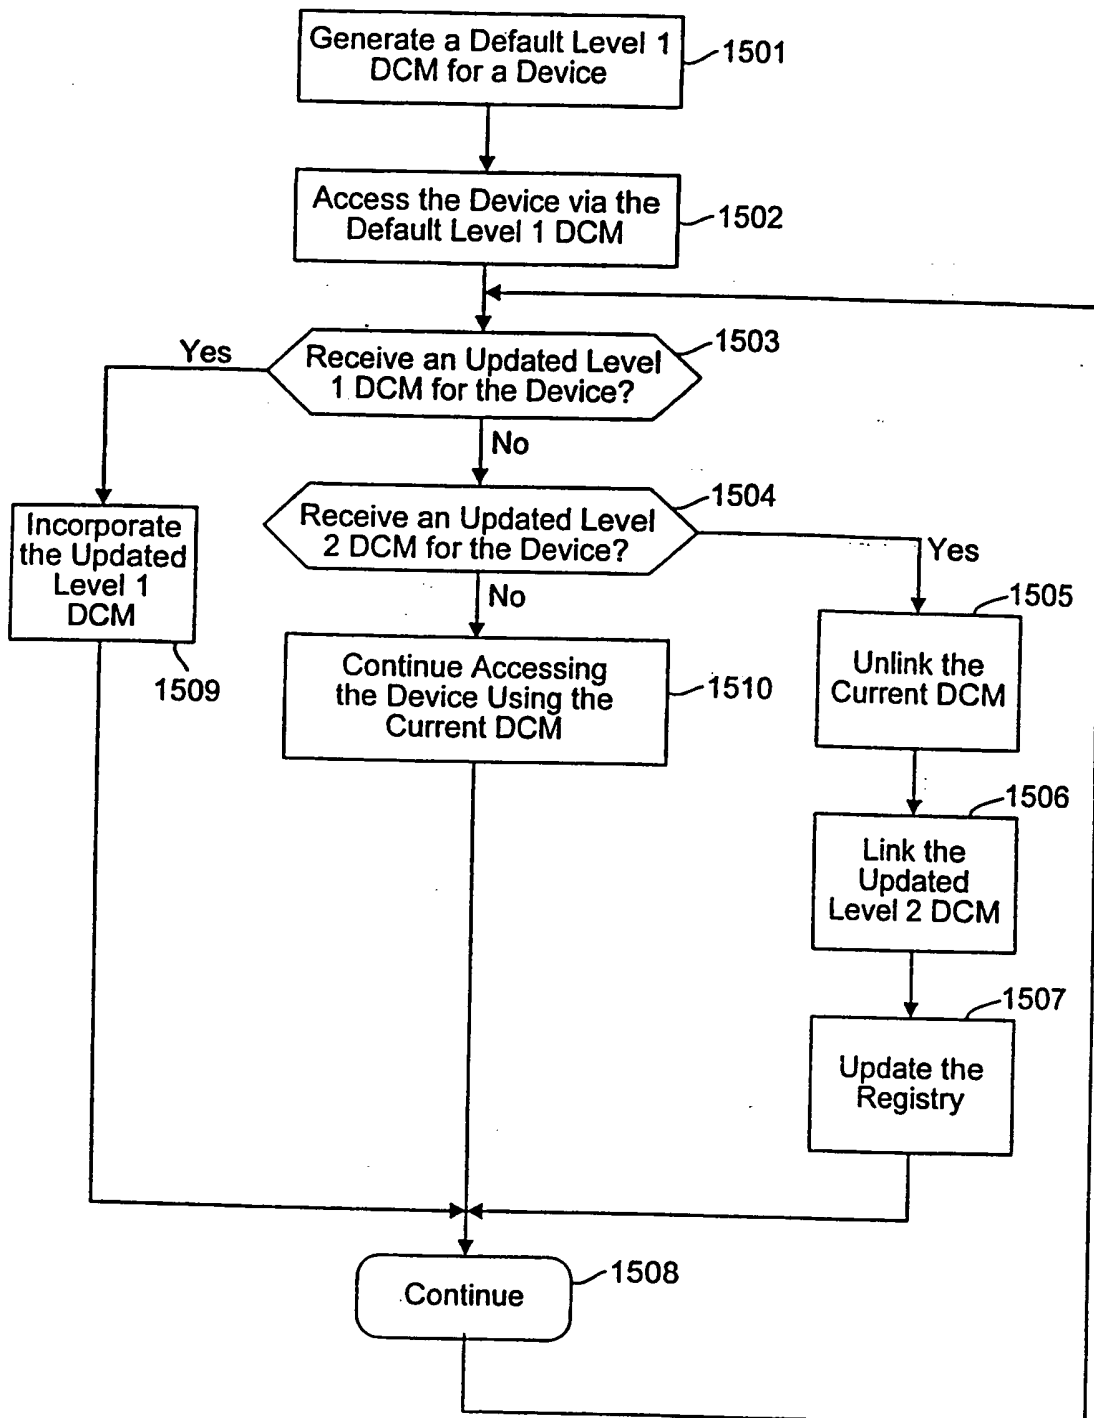 Generate a Default Level 1
DCM for a Device
1501
Access the Device via the
Default Level 1 DCM
1502
Yes
Receive an Updated Level
1 DCM for the Device?
1503
No
Receive an Updated Level
2 DCM for the Device?
1504
Yes
No
Incorporate
the Updated
Level 1
DCM
1509
Continue Accessing
the Device Using the
Current DCM
1510
1505
Unlink the
Current DCM
1506
Link the
Updated
Level 2 DCM
1507
Update the
Registry
Continue
1508